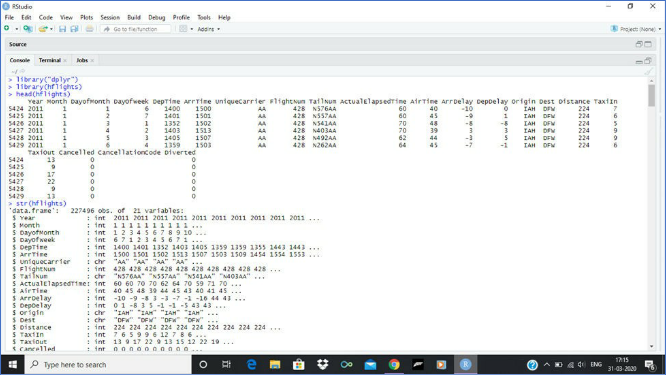 RStudio
File Edit Code View Plots Session Build Debug Profile Tools Help
Go to file/function Addins Project: (None)
Source
Console Terminal Jobs
~/
> library("dplyr")
> library(hflights)
> head(hflights)
Year Month DayofMonth DayOfWeek DepTime ArrTime UniqueCarrier FlightNum TailNum ActualElapsedTime AirTime ArrDelay DepDelay Origin Dest Distance TaxiIn
5424 2011 1 1 6 1400 1500 AA 428 N576AA 60 40 -10 0 IAH DFW 224 7
5425 2011 1 2 7 1401 1501 AA 428 N557AA 60 45 -9 1 IAH DFW 224 6
5426 2011 1 3 1 1352 1502 AA 428 N541AA 70 48 -8 -8 IAH DFW 224 5
5427 2011 1 4 2 1403 1513 AA 428 N403AA 70 39 3 3 IAH DFW 224 9
5428 2011 1 5 3 1405 1507 AA 428 N492AA 62 44 -3 5 IAH DFW 224 9
5429 2011 1 6 4 1359 1503 AA 428 N262AA 64 45 -7 -1 IAH DFW 224 6
TaxiOut Cancelled CancellationCode Diverted
5424 13 0 0
5425 9 0 0
5426 17 0 0
5427 22 0 0
5428 9 0 0
5429 13 0 0
> str(hflights)
'data.frame': 227496 obs. of 21 variables:
$ Year : int 2011 2011 2011 2011 2011 2011 2011 2011 2011 2011 ...
$ Month : int 1 1 1 1 1 1 1 1 1 1 ...
$ DayofMonth : int 1 2 3 4 5 6 7 8 9 10 ...
$ DayOfWeek : int 6 7 1 2 3 4 5 6 7 1 ...
$ DepTime : int 1400 1401 1352 1403 1405 1359 1359 1355 1443 1443 ...
$ ArrTime : int 1500 1501 1502 1513 1507 1503 1509 1454 1554 1553 ...
$ UniqueCarrier : chr "AA" "AA" "AA" "AA" ...
$ FlightNum : int 428 428 428 428 428 428 428 428 428 428 ...
$ TailNum : chr "N576AA" "N557AA" "N541AA" "N403AA" ...
$ ActualElapsedTime: int 60 60 70 70 62 64 70 59 71 70 ...
$ AirTime : int 40 45 48 39 44 45 43 40 41 45 ...
$ ArrDelay : int -10 -9 -8 3 -3 -7 -1 -16 44 43 ...
$ DepDelay : int 0 1 -8 3 5 -1 -1 -5 43 43 ...
$ Origin : chr "IAH" "IAH" "IAH" "IAH" ...
$ Dest : chr "DFW" "DFW" "DFW" "DFW" ...
$ Distance : int 224 224 224 224 224 224 224 224 224 224 ...
$ TaxiIn : int 7 6 5 9 9 6 12 7 8 6 ...
$ TaxiOut : int 13 9 17 22 9 13 15 12 22 19 ...
$ Cancelled : int 0 0 0 0 0 0 0 0 0 0 ...
Type here to search
ENG
17:15
31-03-2020